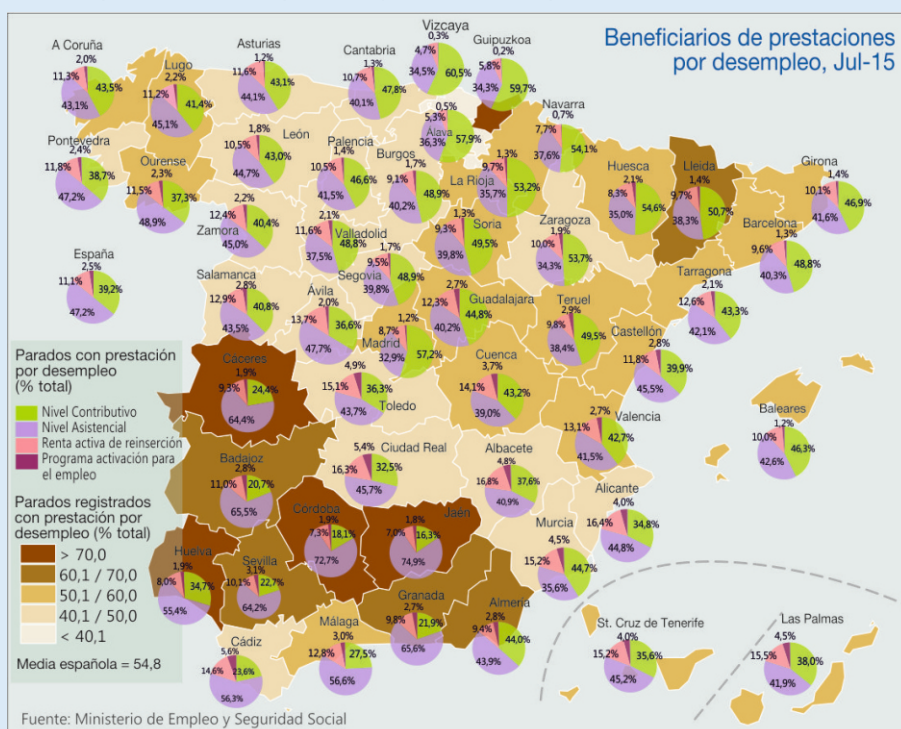 Beneficiarios de prestaciones
por desempleo, Jul-15
A Coruña
2,0%
11,3%
43,5%
43,1%
Lugo
2,2%
11,2%
41,4%
45,1%
Asturias
1,2%
11,6%
43,1%
44,1%
Cantabria
1,3%
10,7%
47,8%
40,1%
Vizcaya
0,3%
4,7%
34,5%
60,5%
Guipuzkoa
0,2%
5,8%
34,3%
59,7%
Álava
0,5%
5,3%
36,3%
57,9%
Navarra
0,7%
7,7%
37,6%
54,1%
Pontevedra
2,4%
11,8%
38,7%
47,2%
Ourense
2,3%
11,5%
37,3%
48,9%
León
1,8%
10,5%
43,0%
44,7%
Palencia
1,4%
10,5%
46,6%
41,5%
Burgos
1,7%
9,1%
48,9%
40,2%
La Rioja
1,3%
9,7%
53,2%
35,7%
Huesca
2,1%
8,3%
54,6%
35,0%
Lleida
1,4%
9,7%
50,7%
38,3%
Girona
1,4%
10,1%
46,9%
41,6%
Barcelona
1,3%
9,6%
48,8%
40,3%
España
2,5%
11,1%
39,2%
47,2%
Zamora
2,2%
12,4%
40,4%
45,0%
Valladolid
2,1%
11,6%
48,8%
37,5%
Segovia
1,7%
9,5%
48,9%
39,8%
Soria
1,3%
9,3%
49,5%
39,8%
Zaragoza
1,9%
10,0%
53,7%
34,3%
Tarragona
2,1%
12,6%
43,3%
42,1%
Salamanca
2,8%
12,9%
40,8%
43,5%
Ávila
2,0%
13,7%
36,6%
47,7%
Madrid
1,2%
8,7%
57,2%
32,9%
Guadalajara
2,7%
12,3%
44,8%
40,2%
Teruel
2,9%
9,8%
49,5%
38,4%
Castellón
2,8%
11,8%
39,9%
45,5%
Cáceres
1,9%
9,3%
24,4%
64,4%
Toledo
4,9%
15,1%
36,3%
43,7%
Cuenca
3,7%
14,1%
43,2%
39,0%
Valencia
2,7%
13,1%
42,7%
41,5%
Baleares
1,2%
10,0%
46,3%
42,6%
Badajoz
2,8%
11,0%
20,7%
65,5%
Ciudad Real
5,4%
16,3%
32,5%
45,7%
Albacete
4,8%
16,8%
37,6%
40,9%
Alicante
4,0%
16,4%
34,8%
44,8%
Murcia
4,5%
15,2%
44,7%
35,6%
Huelva
1,9%
8,0%
34,7%
55,4%
Sevilla
3,1%
10,1%
22,7%
64,2%
Cordoba
1,9%
7,3%
18,1%
72,7%
Jaén
1,8%
7,0%
16,3%
74,9%
Granada
2,7%
9,8%
21,9%
65,6%
Almería
2,8%
9,4%
44,0%
43,9%
Cádiz
5,6%
14,6%
23,6%
56,3%
Málaga
3,0%
12,8%
27,5%
56,6%
St. Cruz de Tenerife
4,0%
15,2%
35,6%
45,2%
Las Palmas
4,5%
15,5%
38,0%
41,9%
Parados con prestación
por desempleo
(% total)
Nivel Contributivo
Nivel Asistencial
Renta activa de reinserción
Programa activación para
el empleo
Parados registrados
con prestación por
desempleo (% total)
> 70,0
60,1 / 70,0
50,1 / 60,0
40,1 / 50,0
< 40,1
Media española = 54,8
Fuente: Ministerio de Empleo y Seguridad Social